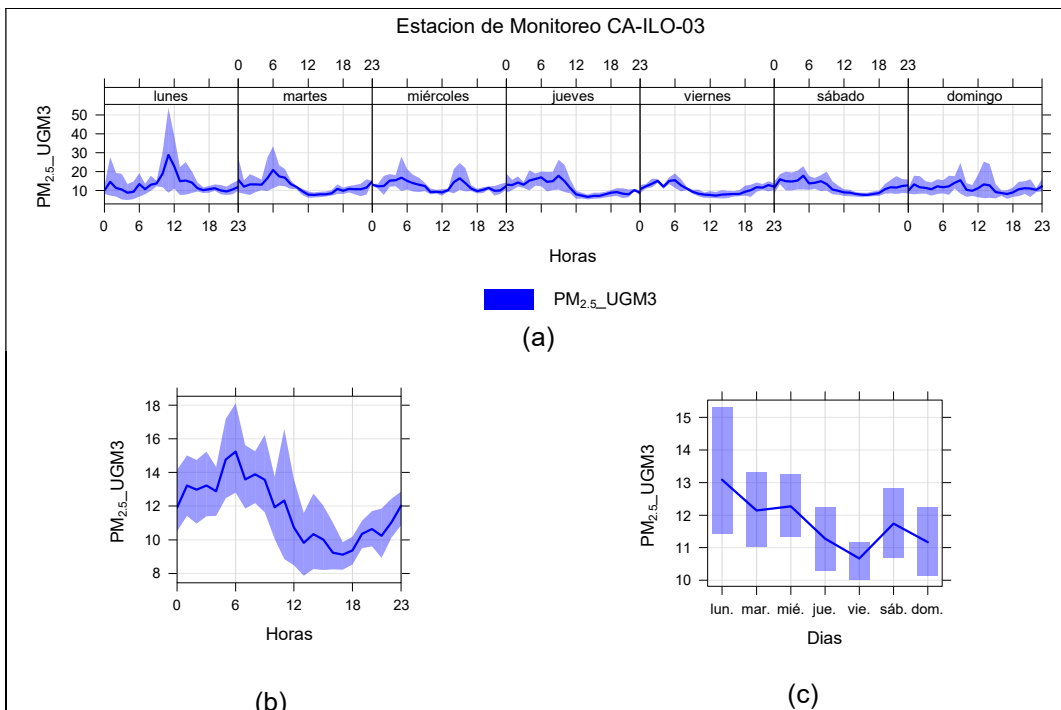 Estacion de Monitoreo CA-ILO-03
0 6 12 18 23 0 6 12 18 23 0 6 12 18 23
lunes martes miércoles jueves viernes sábado domingo
50
40
30
20
10
PM2.5_UGM3
0 6 12 18 23 0 6 12 18 23 0 6 12 18 23 0 6 12 18 23
Horas
PM2.5_UGM3
(a)
18
16
14
12
10
8
PM2.5_UGM3
0 6 12 18 23
Horas
(b)
15
14
13
12
11
10
PM2.5_UGM3
lun. mar. mié. jue. vie. sáb. dom.
Dias
(c)